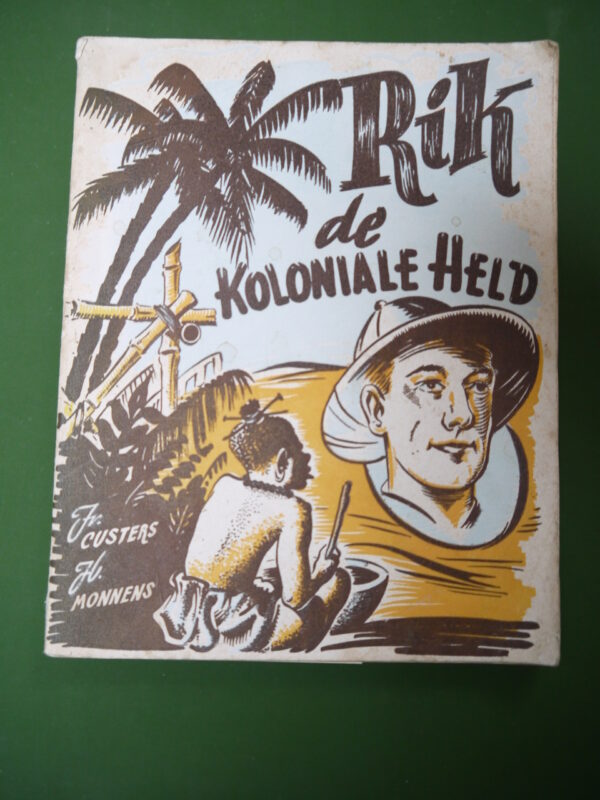 Rik
de
KOLONIALE HELD
Fr.
CUSTERS
H.
MONNENS